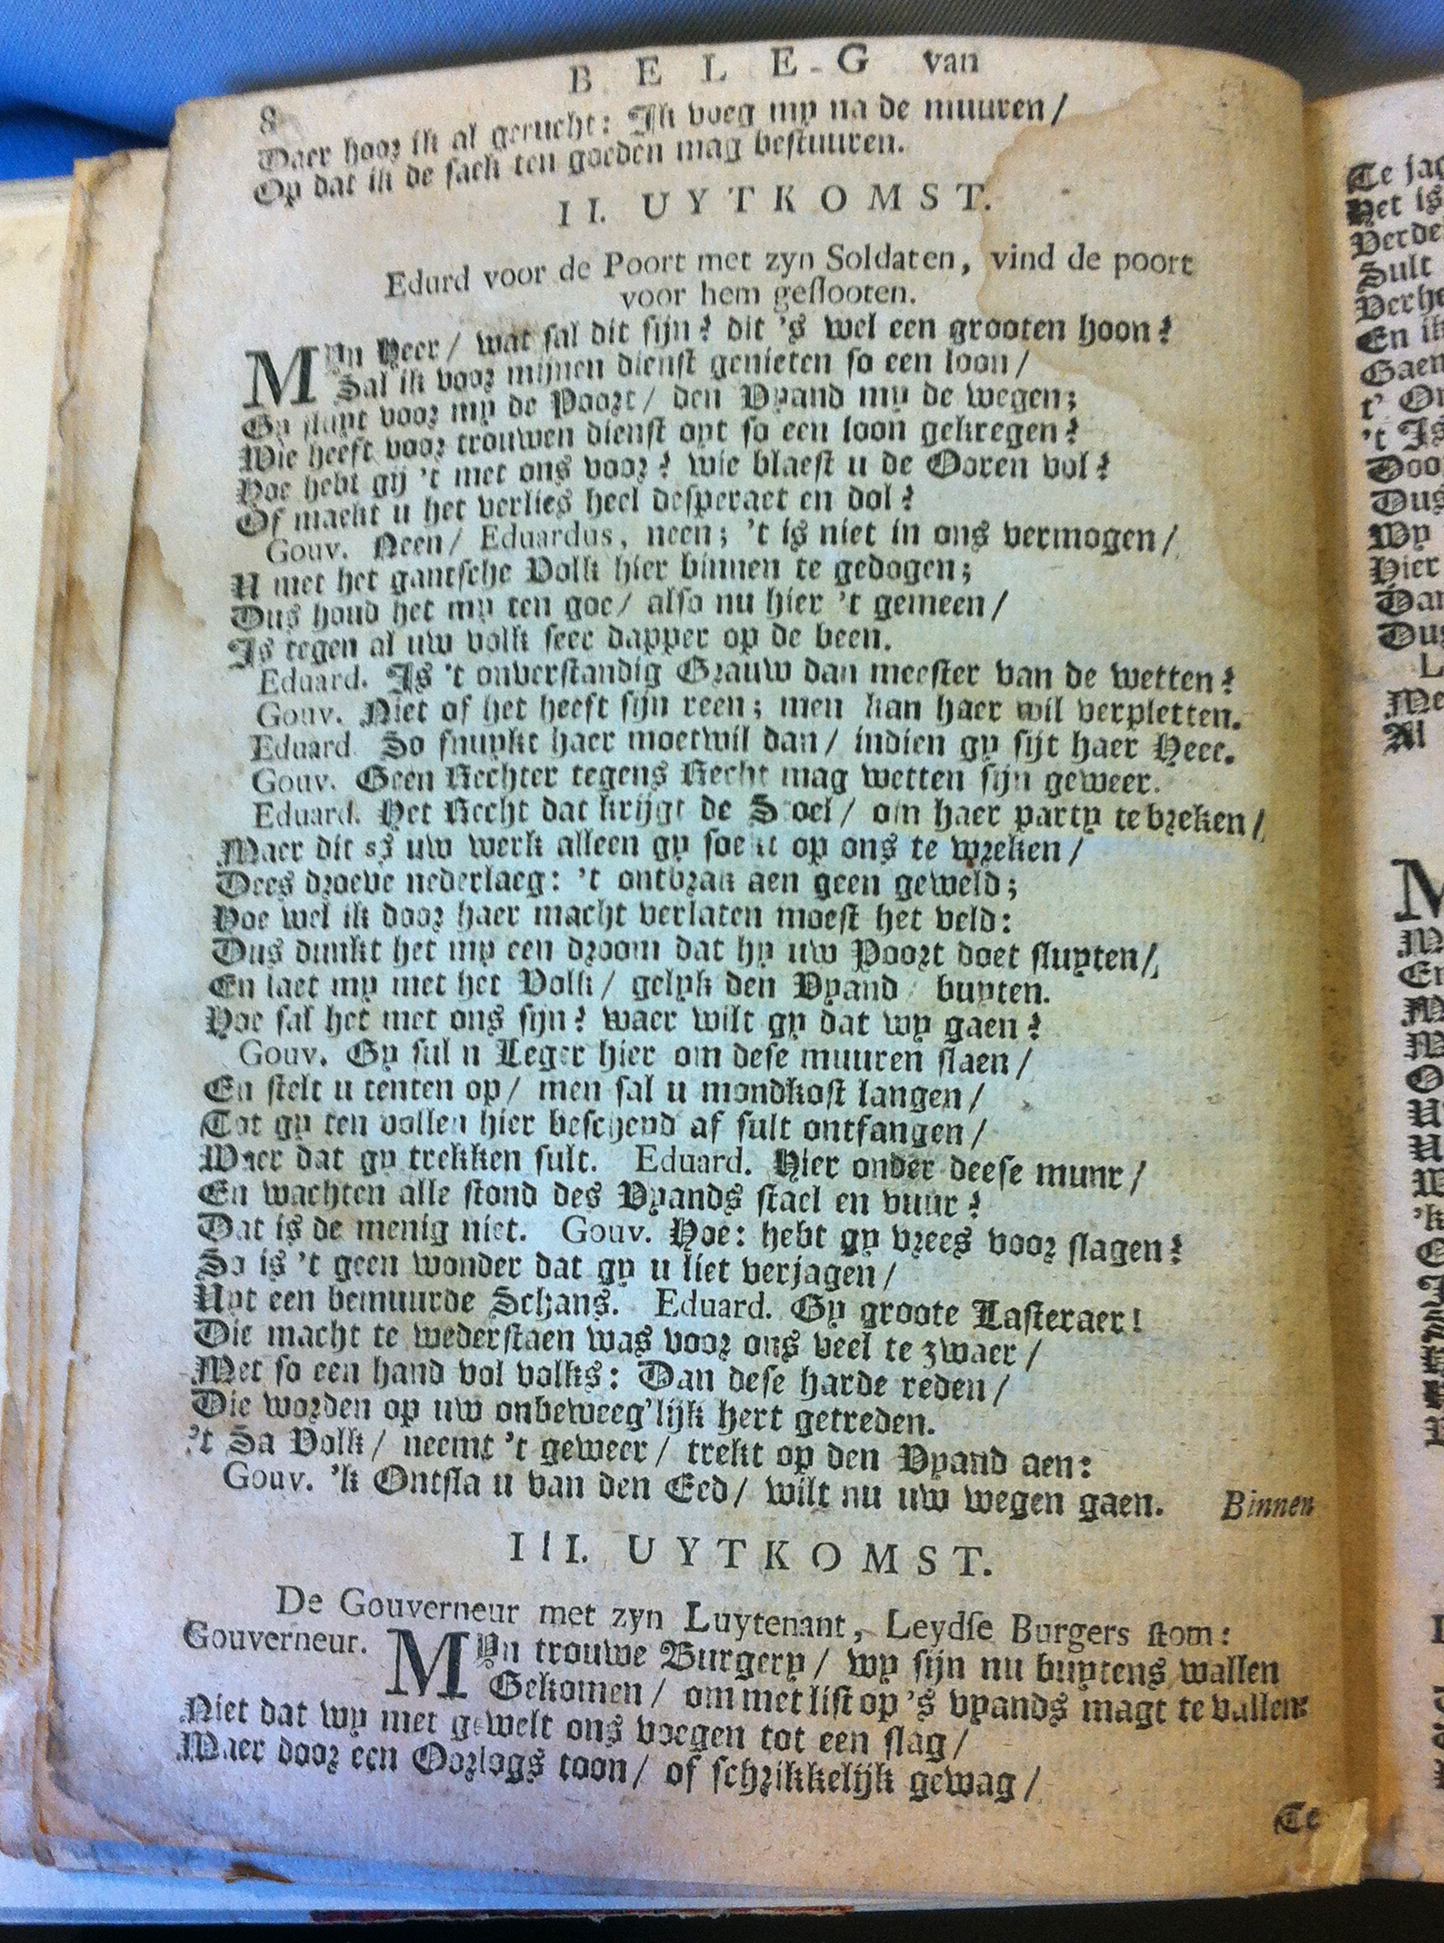 8 BELEG van
Daer hoor ik al gerucht: Ik voeg my na de muuren/
Op dat ik de saek ten goeden mag bestuuren.
II. UYTKOMST.
Edurd voor de Poort met zyn Soldaten, vind de poort
voor hem geslooten.
MYn Heer/ wat sal dit sijn? dit 's wel een grooten hoon?
Sal ik voor mijnen dienst genieten so een loon/
Gy sluyt voor my de Poort/ den Vyand my de wegen;
Wie heeft voor trouwen dienst oyt so een loon gekregen?
Hoe hebt gij 't met ons voor? wie blaest u de Ooren vol?
Of maekt u het verlies heel desperaet en dol?
Gouv. Neen/ Eduardus, neen; 't is niet in ons vermogen/
U met het gantsche Volk hier binnen te gedogen;
Dus houd het my ten goe/ also nu hier 't gemeen/
Is tegen al uw volk seer dapper op de been.
Eduard. Is 't onverstandig Grauw dan meester van de wetten?
Gouv. Niet of het heeft sijn reen; men kan haer wil verpletten.
Eduard. So snuykt haer moetwil dan/ indien gy sijt haer Heer.
Gouv. Geen Rechter tegens Recht mag wetten sijn geweer.
Eduard. Het Recht dat krijgt de Stoel/ om haer party te breken/
Maer dit is uw werk alleen gy soekt op ons te wreken/
Dees droeve nederlaeg: 't ontbrak aen geen geweld;
Hoe wel ik door haer macht verlaten moest het veld:
Dus dunkt het my een droom dat hy uw Poort doet sluyten/
En laet my met het Volk/ gelyk den Vyand/ buyten.
Hoe sal het met ons sijn? waer wilt gy dat wy gaen?
Gouv. Gy sul u Leger hier om dese muuren slaen/
En stelt u tenten op/ men sal u mondkost langen/
Tot gy ten vollen hier bescheyd af sult ontfangen/
Waer dat gy trekken sult. Eduard. Hier onder deese muur/
En wachten alle stond des Vyands stael en vuur?
Dat is de menig niet. Gouv. Hoe: hebt gy vrees voor slagen?
So is 't geen wonder dat gy u liet verjagen/
Uyt een bemuurde Schans. Eduard. Gy groote Lasteraer!
Die macht te wederstaen was voor ons veel te zwaer/
Met so een hand vol volks: Dan dese harde reden/
Die worden op uw onbeweeg'lijk hert getreden.
't Sa Volk/ neemt 't geweer/ trekt op den Vyand aen:
Gouv. 'k Ontsla u van den Eed/ wilt nu uw wegen gaen. Binnen
III. UYTKOMST.
De Gouverneur met zyn Luytenant, Leydse Burgers stom:
Gouverneur. MYn trouwe Burgery/ wy sijn nu buytens wallen
Gekomen/ om met list op 's vyands magt te vallen:
Niet dat wy met gewelt ons voegen tot een slag/
Maer door een Oorlogs toon/ of schrikkelijk gewag/
Te